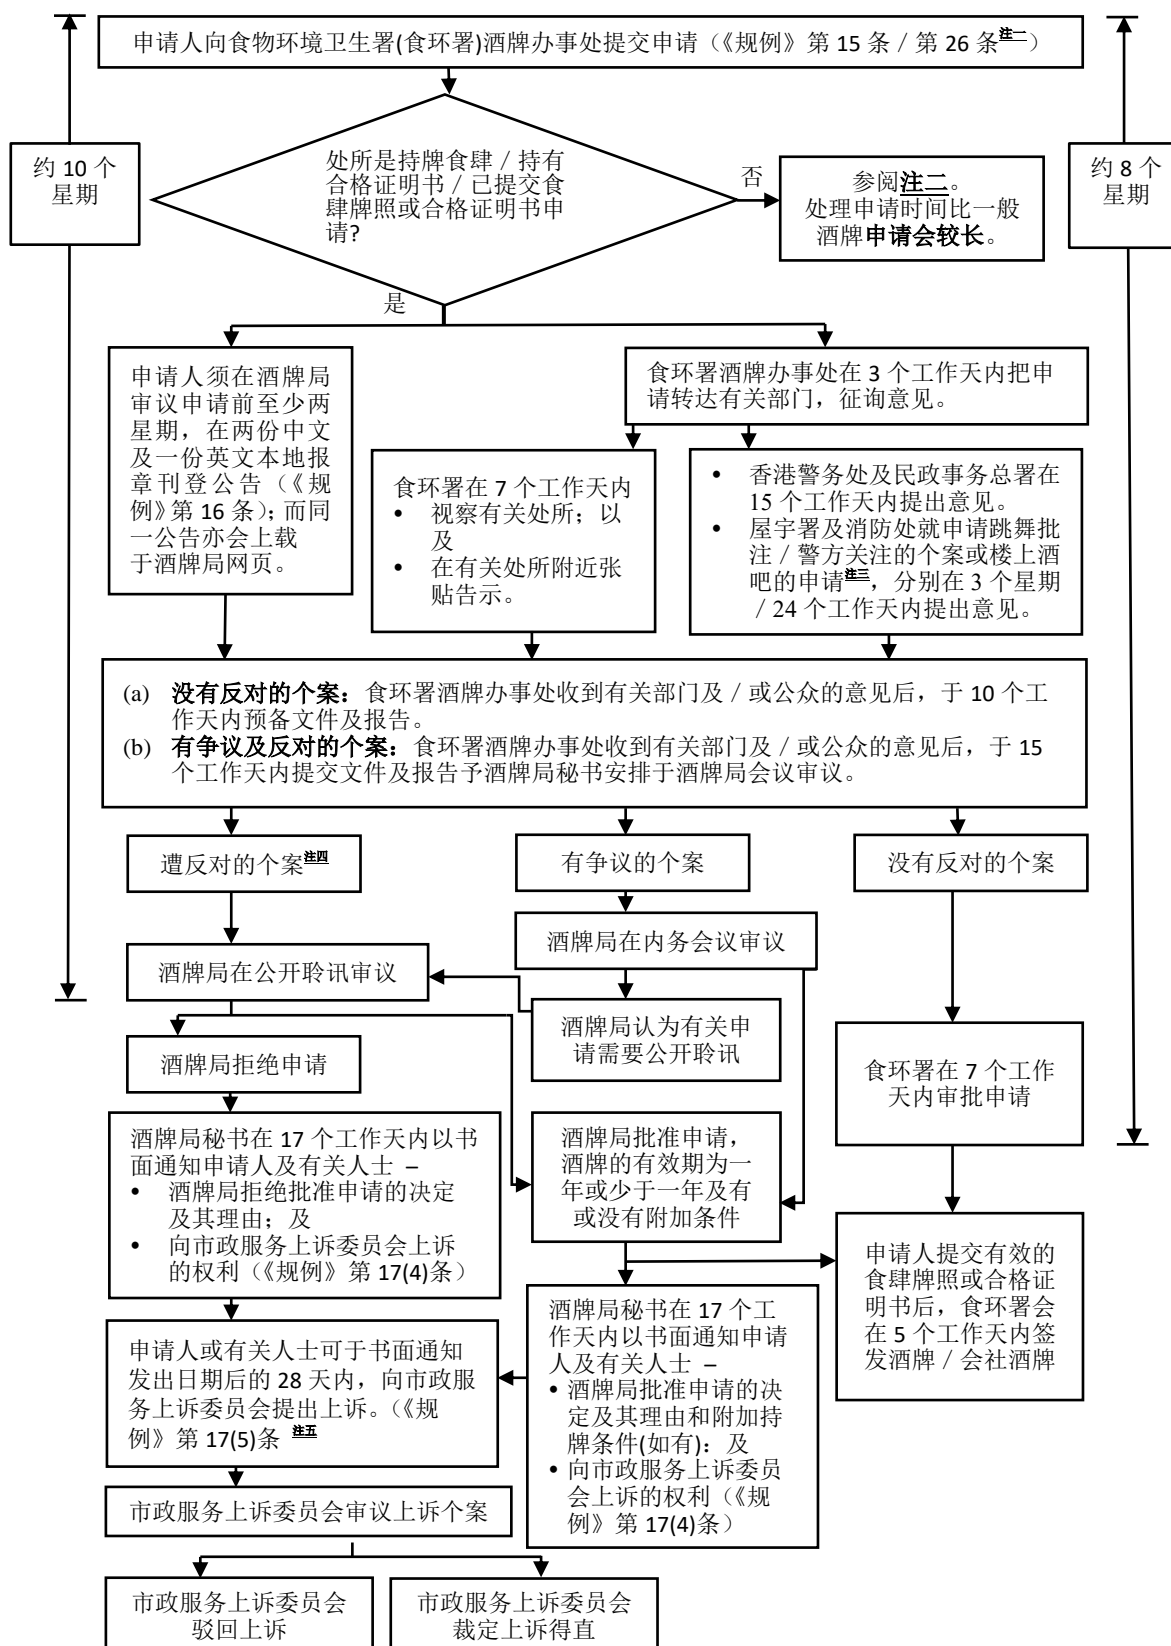 申请人向食物环境卫生署(食环署)酒牌办事处提交申请（《规例》第 15 条 / 第 26 条注一）
约 10 个
星期
处所是持牌食肆 / 持有
合格证明书 / 已提交食
肆牌照或合格证明书申
请?
否
参阅注二。
处理申请时间比一般
酒牌申请会较长。
约 8 个
星期
是
申请人须在酒牌局
审议申请前至少两
星期，在两份中文
及一份英文本地报
章刊登公告（《规
例》第 16 条）；而同
一公告亦会上载
于酒牌局网页。
食环署酒牌办事处在 3 个工作天内把申
请转达有关部门，征询意见。
食环署在 7 个工作天内
• 视察有关处所；以
及
• 在有关处所附近张
贴告示。
• 香港警务处及民政事务总署在
15 个工作天内提出意见。
• 屋宇署及消防处就申请跳舞批
注 / 警方关注的个案或楼上酒
吧的申请注三，分别在 3 个星期
/ 24 个工作天内提出意见。
(a) 没有反对的个案：食环署酒牌办事处收到有关部门及 / 或公众的意见后，于 10 个工
作天内预备文件及报告。
(b) 有争议及反对的个案：食环署酒牌办事处收到有关部门及 / 或公众的意见后，于 15
个工作天内提交文件及报告予酒牌局秘书安排于酒牌局会议审议。
遭反对的个案注四
有争议的个案
没有反对的个案
酒牌局在公开聆讯审议
酒牌局在内务会议审议
酒牌局认为有关申
请需要公开聆讯
酒牌局拒绝申请
食环署在 7 个工作
天内审批申请
酒牌局秘书在 17 个工作天内以书
面通知申请人及有关人士 –
• 酒牌局拒绝批准申请的决定
及其理由；及
• 向市政服务上诉委员会上诉
的权利（《规例》第 17(4)条）
酒牌局批准申请，
酒牌的有效期为一
年或少于一年及有
或没有附加条件
申请人提交有效的
食肆牌照或合格证
明书后，食环署会
在 5 个工作天内签
发酒牌 / 会社酒牌
申请人或有关人士可于书面通知
发出日期后的 28 天内，向市政服
务上诉委员会提出上诉。（《规
例》第 17(5)条 注五
酒牌局秘书在 17 个工
作天内以书面通知申请
人及有关人士 –
• 酒牌局批准申请的决
定及其理由和附加持
牌条件(如有)：及
• 向市政服务上诉委员
会上诉的权利（《规
例》第 17(4)条）
市政服务上诉委员会审议上诉个案
市政服务上诉委员会
驳回上诉
市政服务上诉委员会
裁定上诉得直